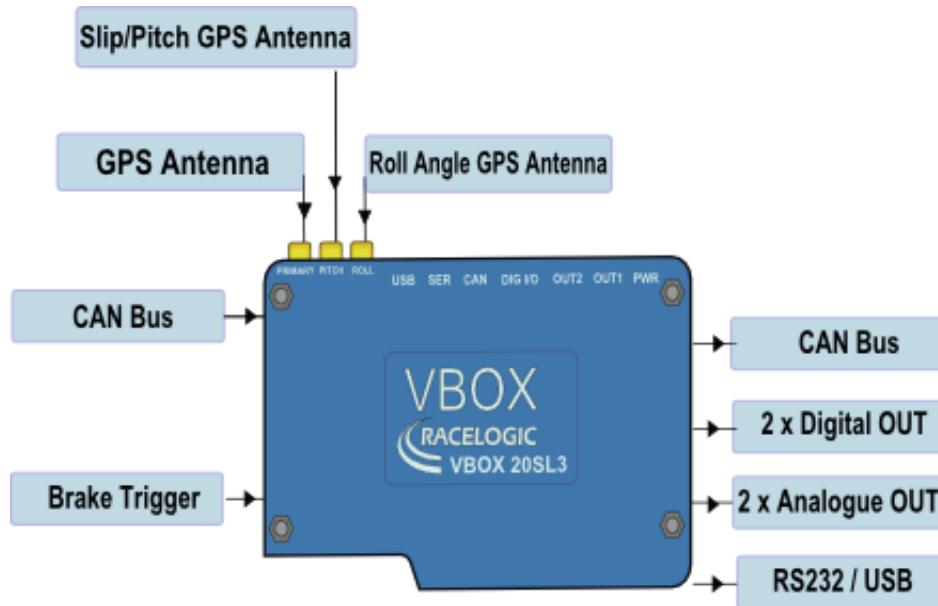 Slip/Pitch GPS Antenna
GPS Antenna
Roll Angle GPS Antenna
PRIMARY PITCH ROLL
USB SER CAN DIG I/O OUT2 OUT1 PWR
CAN Bus
CAN Bus
VBOX
RACELOGIC
VBOX 20SL3
2 x Digital OUT
Brake Trigger
2 x Analogue OUT
RS232 / USB